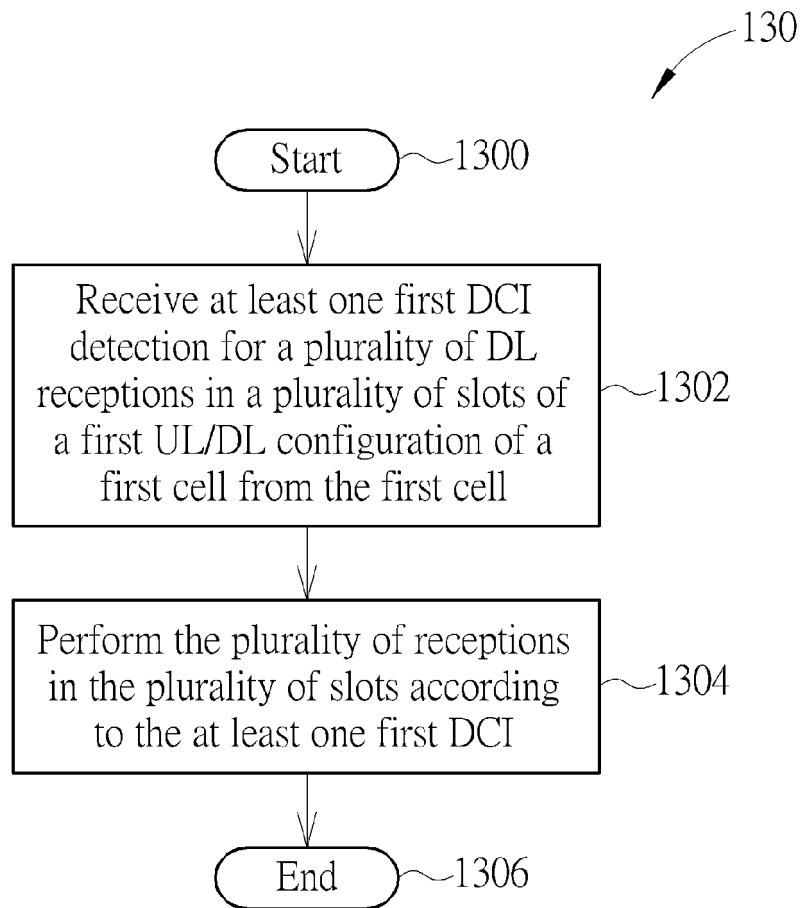 130
Start
1300
Receive at least one first DCI
detection for a plurality of DL
receptions in a plurality of slots of
a first UL/DL configuration of a
first cell from the first cell
1302
Perform the plurality of receptions
in the plurality of slots according
to the at least one first DCI
1304
End
1306